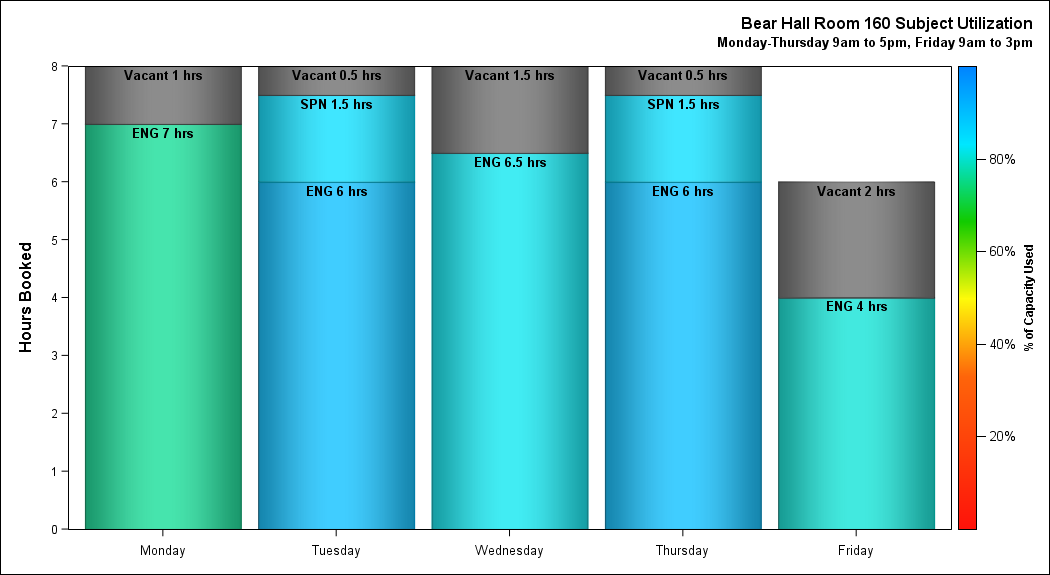 Bear Hall Room 160 Subject Utilization
Monday-Thursday 9am to 5pm, Friday 9am to 3pm
Hours Booked
8
7
6
5
4
3
2
1
0
Vacant 1 hrs
ENG 7 hrs
Vacant 0.5 hrs
SPN 1.5 hrs
ENG 6 hrs
Vacant 1.5 hrs
ENG 6.5 hrs
Vacant 0.5 hrs
SPN 1.5 hrs
ENG 6 hrs
Vacant 2 hrs
ENG 4 hrs
Monday
Tuesday
Wednesday
Thursday
Friday
80%
60%
40%
20%
% of Capacity Used